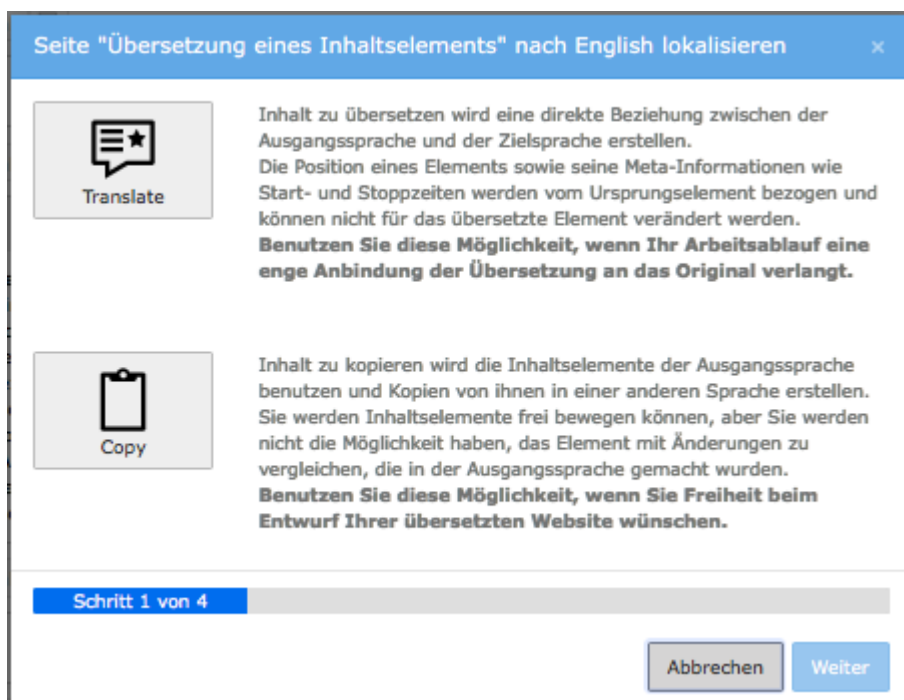 Seite "Übersetzung eines Inhaltselements" nach English lokalisieren ×
Translate
Inhalt zu übersetzen wird eine direkte Beziehung zwischen der
Ausgangssprache und der Zielsprache erstellen.
Die Position eines Elements sowie seine Meta-Informationen wie
Start- und Stoppzeiten werden vom Ursprungselement bezogen und
können nicht für das übersetzte Element verändert werden.
Benutzen Sie diese Möglichkeit, wenn Ihr Arbeitsablauf eine
enge Anbindung der Übersetzung an das Original verlangt.
Copy
Inhalt zu kopieren wird die Inhaltselemente der Ausgangssprache
benutzen und Kopien von ihnen in einer anderen Sprache erstellen.
Sie werden Inhaltselemente frei bewegen können, aber Sie werden
nicht die Möglichkeit haben, das Element mit Änderungen zu
vergleichen, die in der Ausgangssprache gemacht wurden.
Benutzen Sie diese Möglichkeit, wenn Sie Freiheit beim
Entwurf Ihrer übersetzten Website wünschen.
Schritt 1 von 4
Abbrechen
Weiter